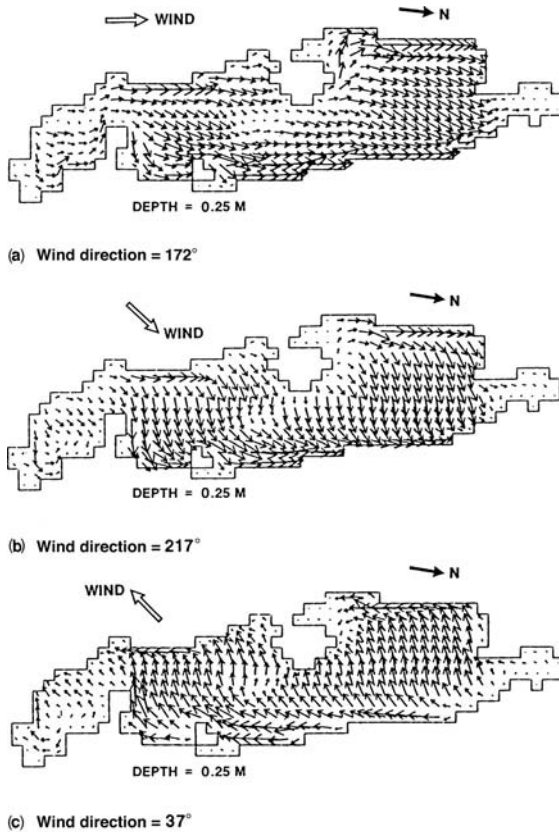 WIND
N
DEPTH = 0.25 M
(a) Wind direction = 172°
N
WIND
DEPTH = 0.25 M
(b) Wind direction = 217°
N
WIND
DEPTH = 0.25 M
(c) Wind direction = 37°